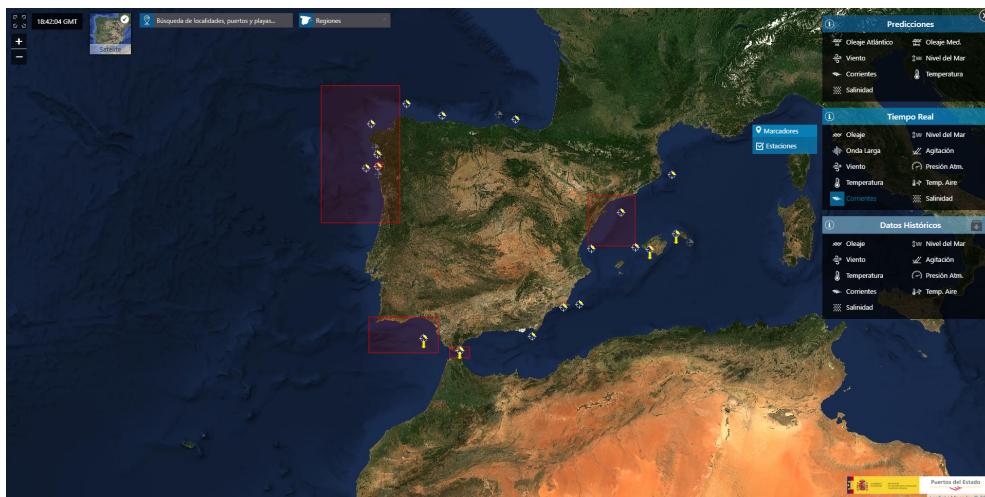 18:42:04 GMT
Satélite
Búsqueda de localidades, puertos y playas...
Regiones
+
−
Marcadores
Estaciones
Predicciones
Oleaje Atlántico
Oleaje Med.
Viento
Nivel del Mar
Corrientes
Temperatura
Salinidad
Tiempo Real
Oleaje
Nivel del Mar
Onda Larga
Agitación
Viento
Presión Atm.
Temperatura
Temp. Aire
Corrientes
Salinidad
Datos Históricos
Oleaje
Nivel del Mar
Viento
Agitación
Temperatura
Presión Atm.
Corrientes
Temp. Aire
Salinidad
Puertos del Estado